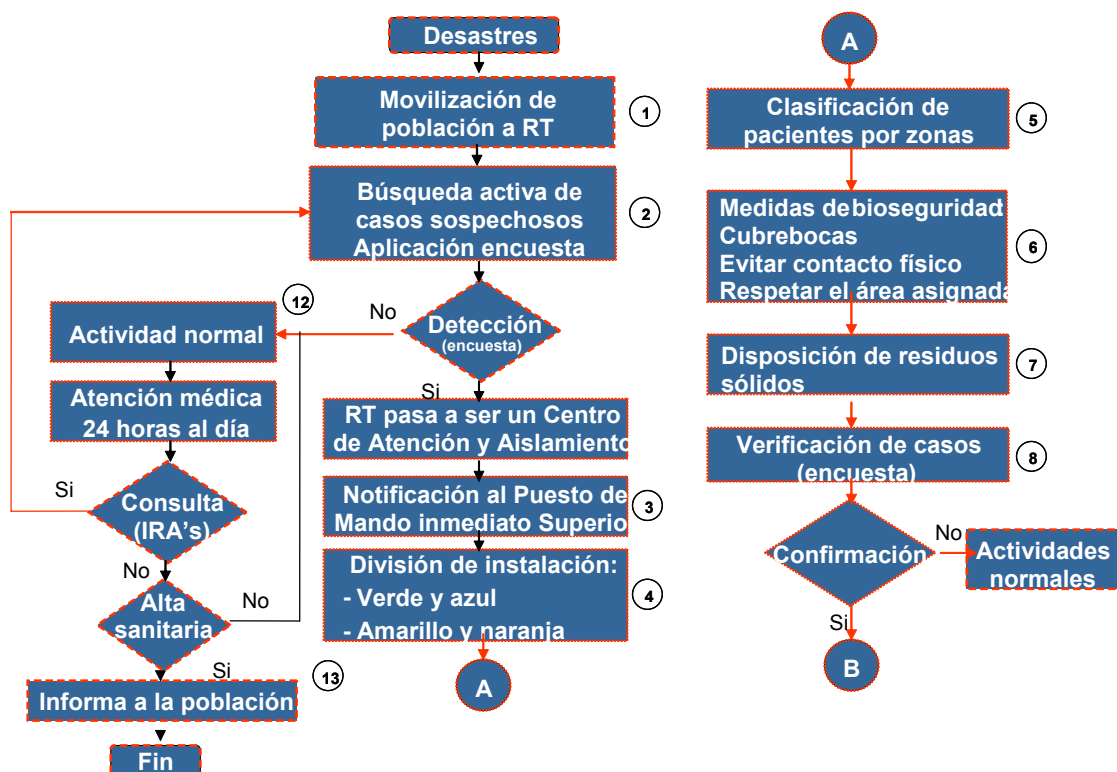 Desastres
Movilización de
población a RT
1
Búsqueda activa de
casos sospechosos
Aplicación encuesta
2
Detección
(encuesta)
No
Si
12
Actividad normal
Atención médica
24 horas al día
Consulta
(IRA's)
Si
No
Alta
sanitaria
No
Si
13
Informa a la población
Fin
RT pasa a ser un Centro
de Atención y Aislamiento
Notificación al Puesto de
Mando inmediato Superio
3
División de instalación:
- Verde y azul
- Amarillo y naranja
4
A
A
Clasificación de
pacientes por zonas
5
Medidas debioseguridad
Cubrebocas
Evitar contacto físico
Respetar el área asignada
6
Disposición de residuos
sólidos
7
Verificación de casos
(encuesta)
8
Confirmación
No
Actividades
normales
Si
B